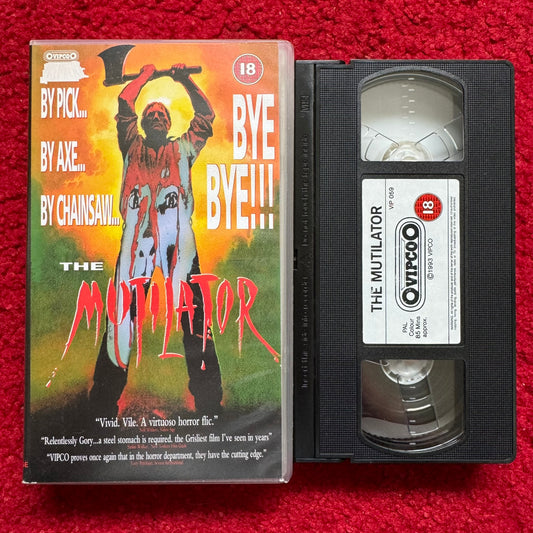 VIPCO
18
BY PICK...
BY AXE...
BY CHAINSAW...
BYE
BYE!!!
THE
MUTILATOR
"Vivid. Vile. A virtuoso horror flic."
"Relentlessly Gory...a steel stomach is required. the Grisliest film I've seen in years"
"VIPCO proves once again that in the horror department, they have the cutting edge."
THE MUTILATOR
VIP 059
18
VIPCO
©1993 VIPCO
PAL
Colour
85 Mins
approx.